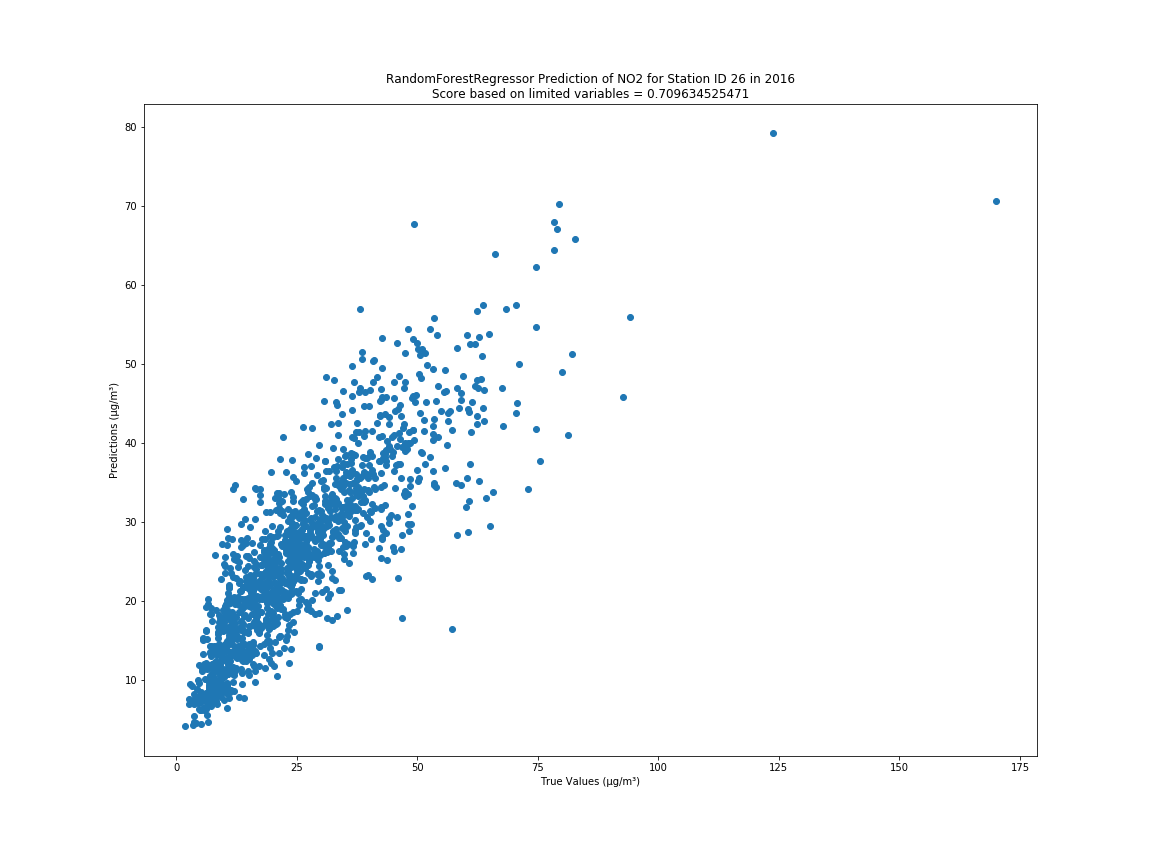 RandomForestRegressor Prediction of NO2 for Station ID 26 in 2016
Score based on limited variables = 0.709634525471
80
70
60
50
40
30
20
10
Predictions (µg/m³)
0 25 50 75 100 125 150 175
True Values (µg/m³)